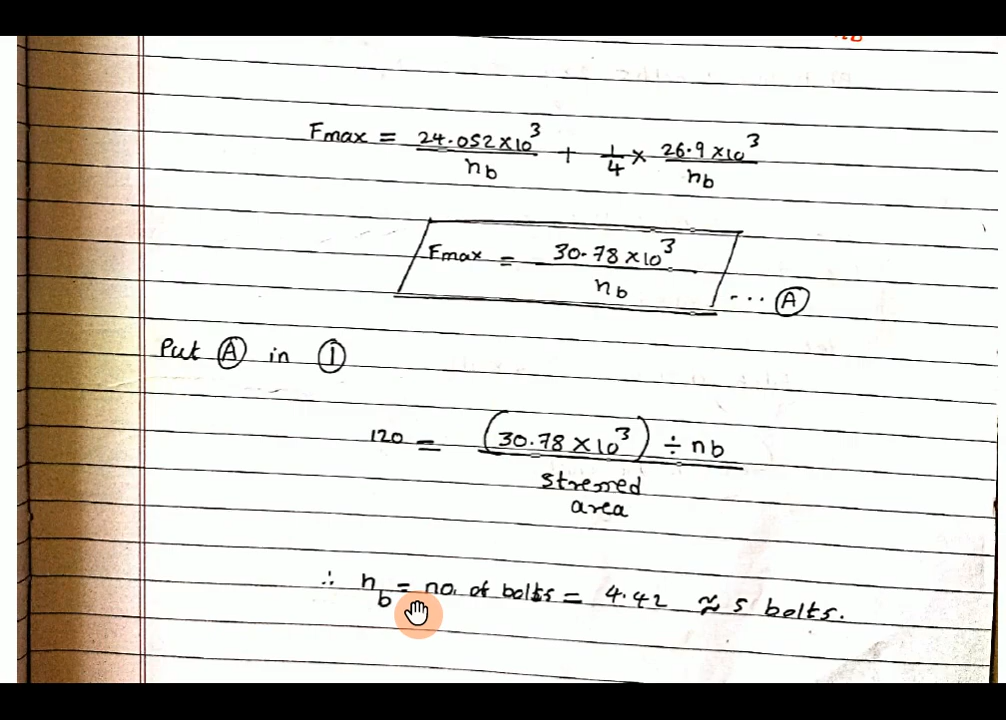 Fmax = 24.052×10³ / nb + 1/4 × 26.9×10³ / nb
Fmax = 30.78×10³ / nb ... Ⓐ
Put Ⓐ in ①
120 = (30.78×10³) ÷ nb / stressed area
∴ nb = no. of bolts = 4.42 ≈ 5 bolts.